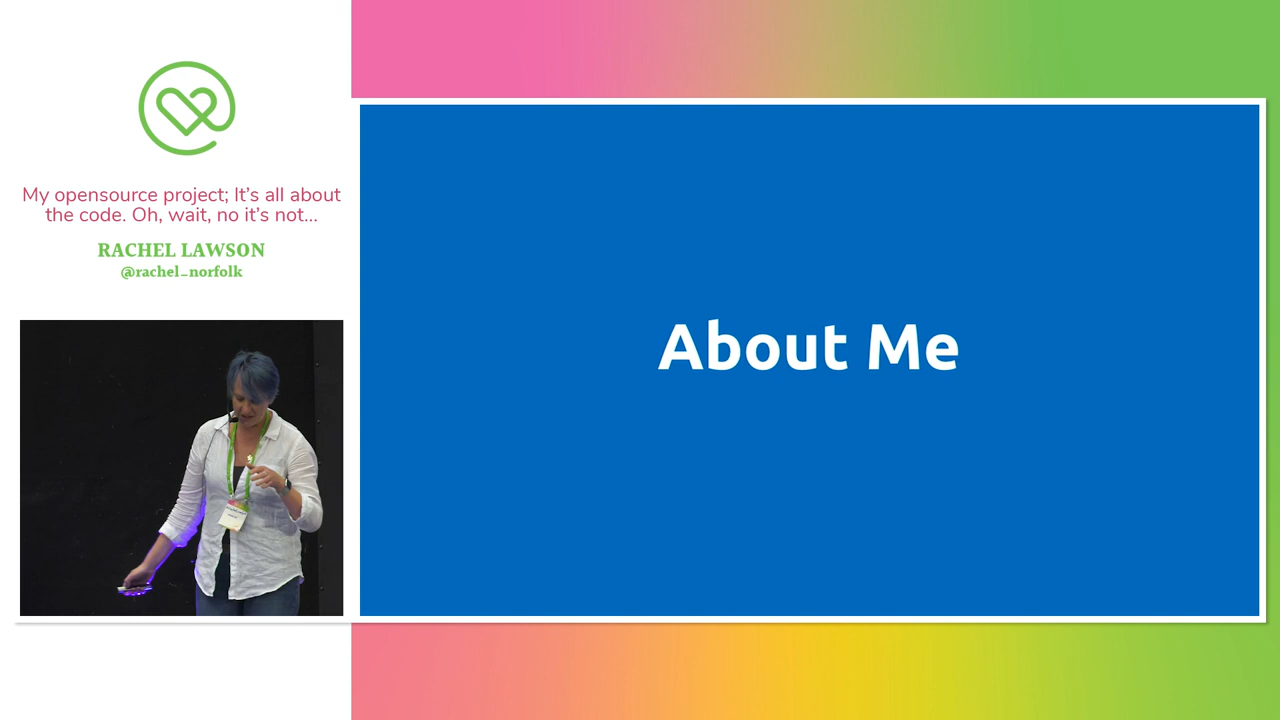 My opensource project; It's all about
the code. Oh, wait, no it's not...
RACHEL LAWSON
@rachel_norfolk
About Me